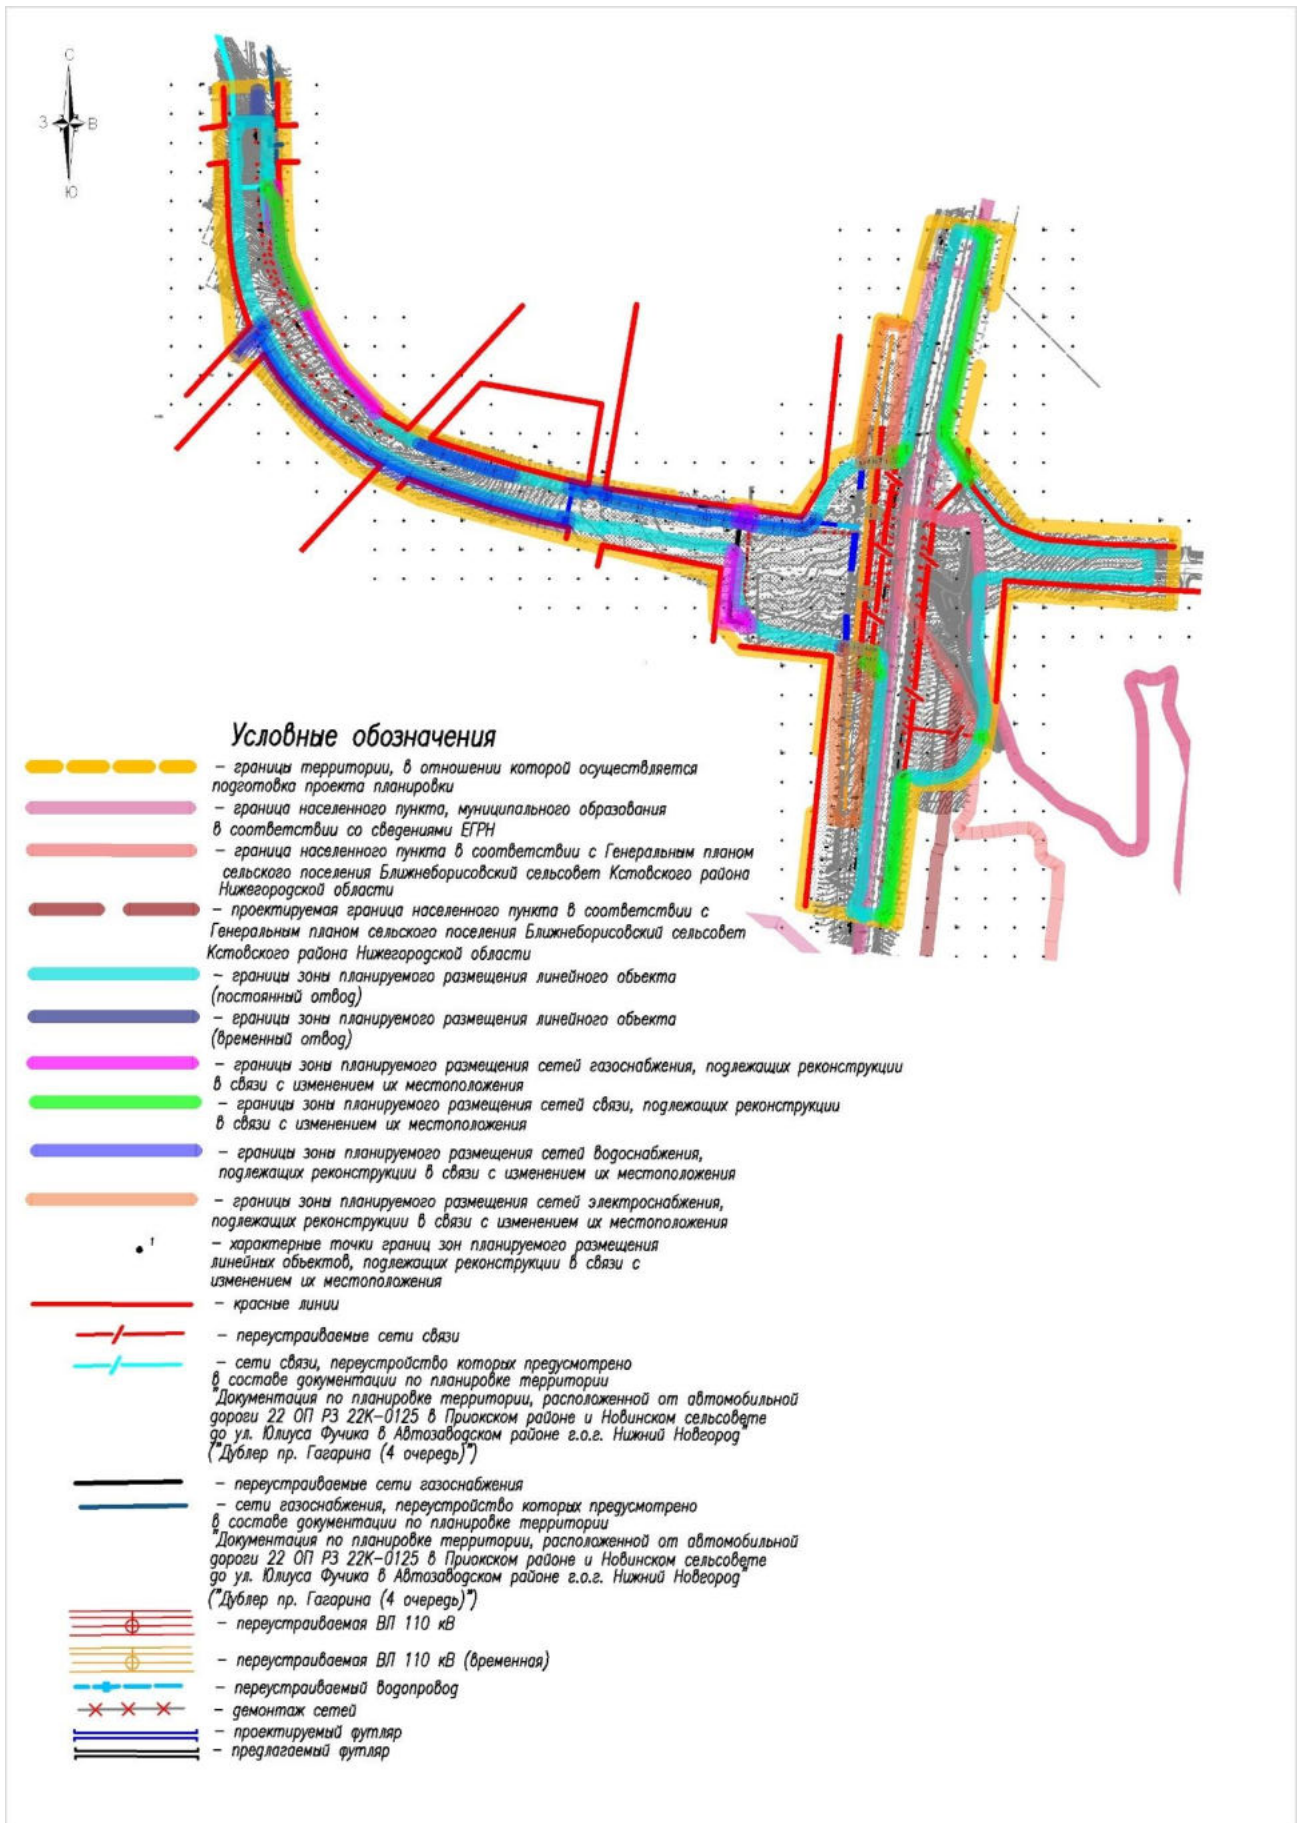 С
З В
Ю
Условные обозначения
– границы территории, в отношении которой осуществляется
подготовка проекта планировки
– граница населенного пункта, муниципального образования
в соответствии со сведениями ЕГРН
– граница населенного пункта в соответствии с Генеральным планом
сельского поселения Ближнеборисовский сельсовет Кстовского района
Нижегородской области
– проектируемая граница населенного пункта в соответствии с
Генеральным планом сельского поселения Ближнеборисовский сельсовет
Кстовского района Нижегородской области
– границы зоны планируемого размещения линейного объекта
(постоянный отвод)
– границы зоны планируемого размещения линейного объекта
(временный отвод)
– границы зоны планируемого размещения сетей газоснабжения, подлежащих реконструкции
в связи с изменением их местоположения
– границы зоны планируемого размещения сетей связи, подлежащих реконструкции
в связи с изменением их местоположения
– границы зоны планируемого размещения сетей водоснабжения,
подлежащих реконструкции в связи с изменением их местоположения
– границы зоны планируемого размещения сетей электроснабжения,
подлежащих реконструкции в связи с изменением их местоположения
1 – характерные точки границ зон планируемого размещения
линейных объектов, подлежащих реконструкции в связи с
изменением их местоположения
– красные линии
– переустраиваемые сети связи
– сети связи, переустройство которых предусмотрено
в составе документации по планировке территории
"Документация по планировке территории, расположенной от автомобильной
дороги 22 ОП РЗ 22К-0125 в Приокском районе и Новинском сельсовете
до ул. Юлиуса Фучика в Автозаводском районе г.о.г. Нижний Новгород"
("Дублер пр. Гагарина (4 очередь)")
– переустраиваемые сети газоснабжения
– сети газоснабжения, переустройство которых предусмотрено
в составе документации по планировке территории
"Документация по планировке территории, расположенной от автомобильной
дороги 22 ОП РЗ 22К-0125 в Приокском районе и Новинском сельсовете
до ул. Юлиуса Фучика в Автозаводском районе г.о.г. Нижний Новгород"
("Дублер пр. Гагарина (4 очередь)")
– переустраиваемая ВЛ 110 кВ
– переустраиваемая ВЛ 110 кВ (временная)
– переустраиваемый водопровод
– демонтаж сетей
– проектируемый футляр
– предлагаемый футляр